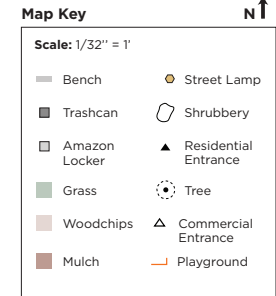 Map Key N
Scale: 1/32'' = 1'
Bench
Street Lamp
Trashcan
Shrubbery
Amazon
Locker
Residential
Entrance
Grass
Tree
Woodchips
Commercial
Entrance
Mulch
Playground